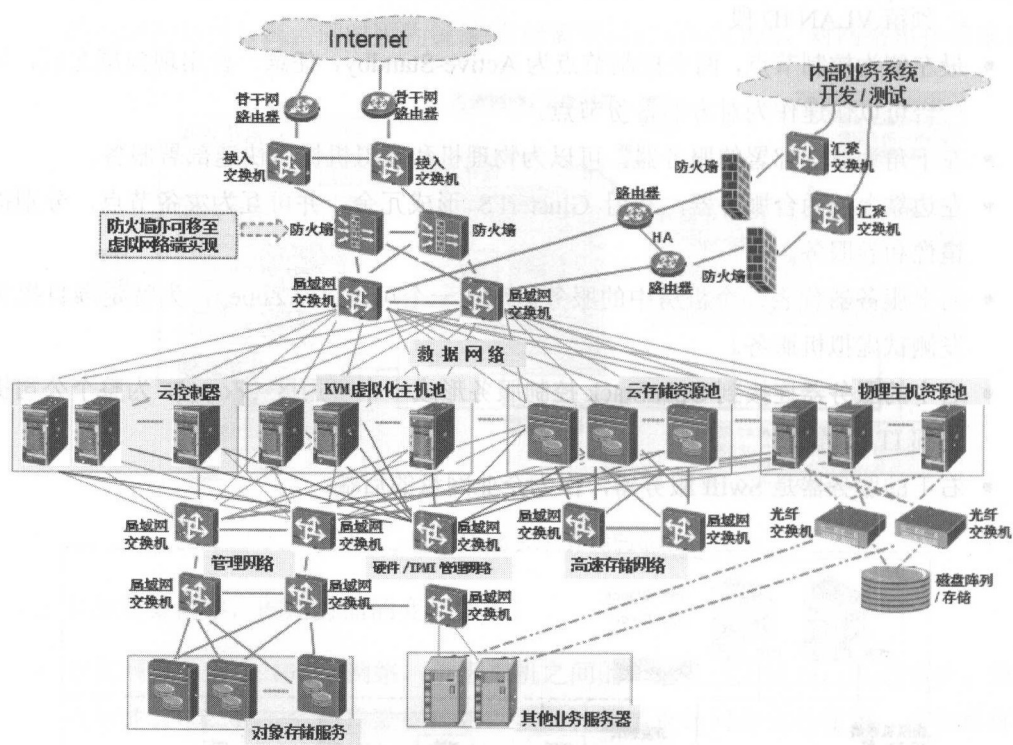 Internet
内部业务系统
开发/测试
骨干网
路由器
骨干网
路由器
接入
交换机
接入
交换机
汇聚
交换机
防火墙
路由器
汇聚
交换机
防火墙亦可移至
虚拟网络端实现
防火墙
防火墙
HA
路由器
防火墙
局域网
交换机
局域网
交换机
数据网络
云控制器
KVM虚拟化主机池
云存储资源池
物理主机资源池
局域网
交换机
局域网
交换机
局域网
交换机
局域网
交换机
局域网
交换机
光纤
交换机
光纤
交换机
管理网络
硬件/IPMI管理网络
高速存储网络
局域网
交换机
局域网
交换机
局域网
交换机
磁盘阵列
/存储
对象存储服务
其他业务服务器